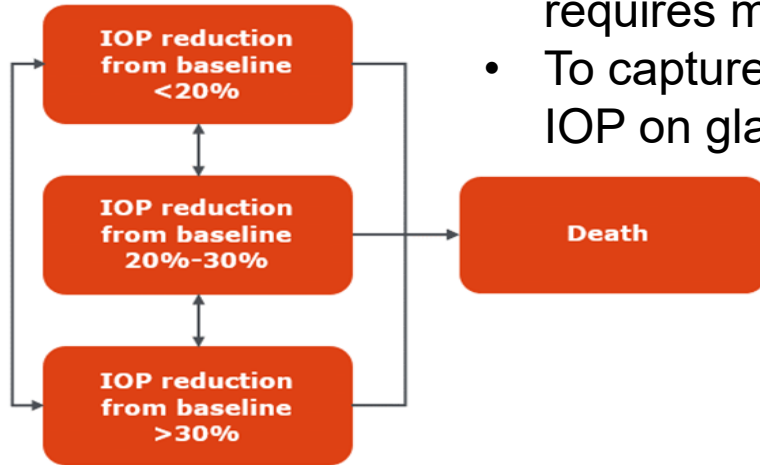 requires
• To capture
IOP on
IOP reduction
from baseline
<20%
IOP reduction
from baseline
20%-30%
Death
IOP reduction
from baseline
>30%